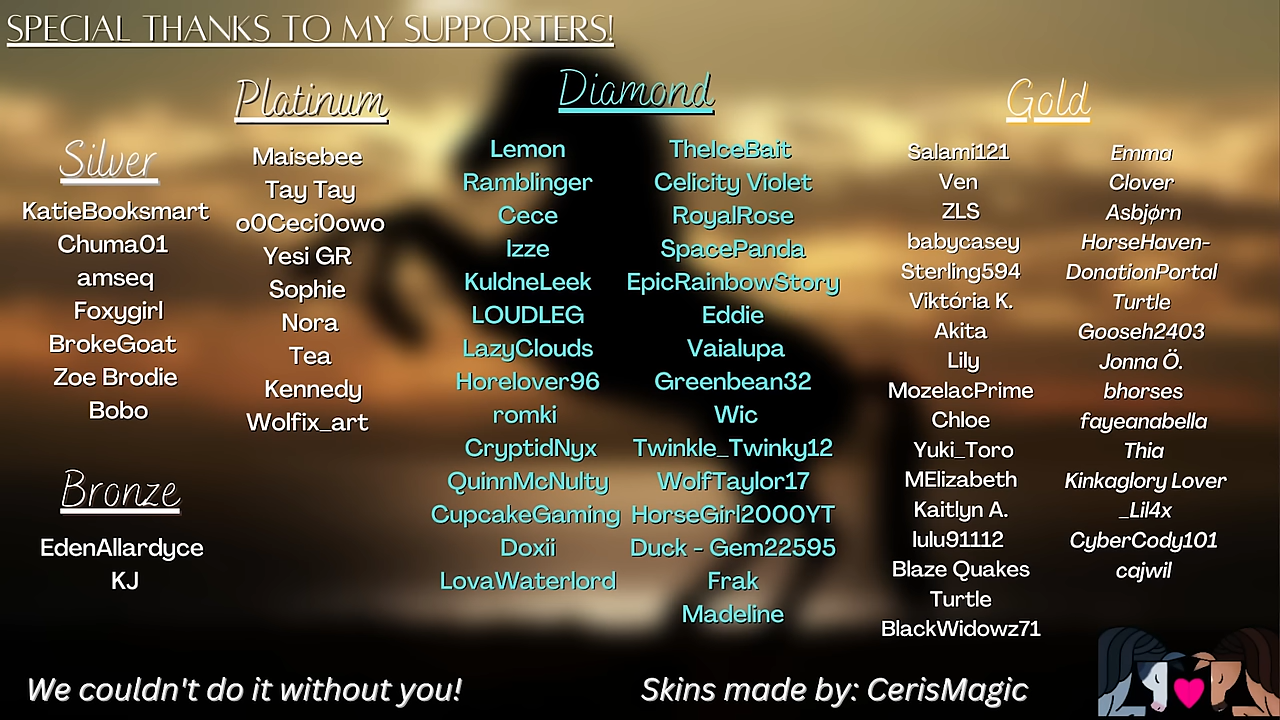 SPECIAL THANKS TO MY SUPPORTERS!
Silver
KatieBooksmart
Chuma01
amseq
Foxygirl
BrokeGoat
Zoe Brodie
Bobo
Bronze
EdenAllardyce
KJ
Platinum
Maisebee
Tay Tay
o0Ceci0owo
Yesi GR
Sophie
Nora
Tea
Kennedy
Wolfix_art
Diamond
Lemon
Ramblinger
Cece
Izze
KuldneLeek
LOUDLEG
LazyClouds
Horelover96
romki
CryptidNyx
QuinnMcNulty
CupcakeGaming
Doxii
LovaWaterlord
TheIceBait
Celicity Violet
RoyalRose
SpacePanda
EpicRainbowStory
Eddie
Vaialupa
Greenbean32
Wic
Twinkle_Twinky12
WolfTaylor17
HorseGirl2000YT
Duck - Gem22595
Frak
Madeline
Gold
Salami121
Ven
ZLS
babycasey
Sterling594
Viktória K.
Akita
Lily
MozelacPrime
Chloe
Yuki_Toro
MElizabeth
Kaitlyn A.
lulu91112
Blaze Quakes
Turtle
BlackWidowz71
Emma
Clover
Asbjørn
HorseHaven-
DonationPortal
Turtle
Gooseh2403
Jonna Ö.
bhorses
fayeanabella
Thia
Kinkaglory Lover
_Lil4x
CyberCody101
cajwil
We couldn't do it without you!
Skins made by: CerisMagic